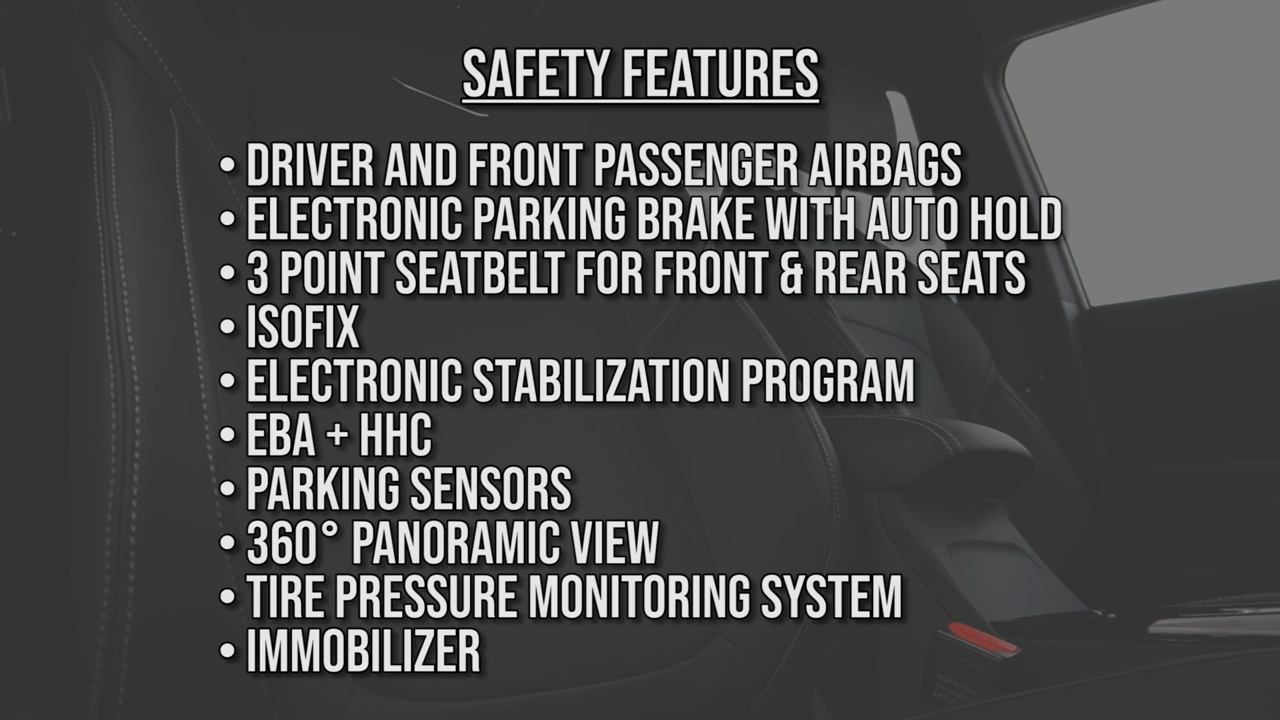 SAFETY FEATURES
• DRIVER AND FRONT PASSENGER AIRBAGS
• ELECTRONIC PARKING BRAKE WITH AUTO HOLD
• 3 POINT SEATBELT FOR FRONT & REAR SEATS
• ISOFIX
• ELECTRONIC STABILIZATION PROGRAM
• EBA + HHC
• PARKING SENSORS
• 360° PANORAMIC VIEW
• TIRE PRESSURE MONITORING SYSTEM
• IMMOBILIZER